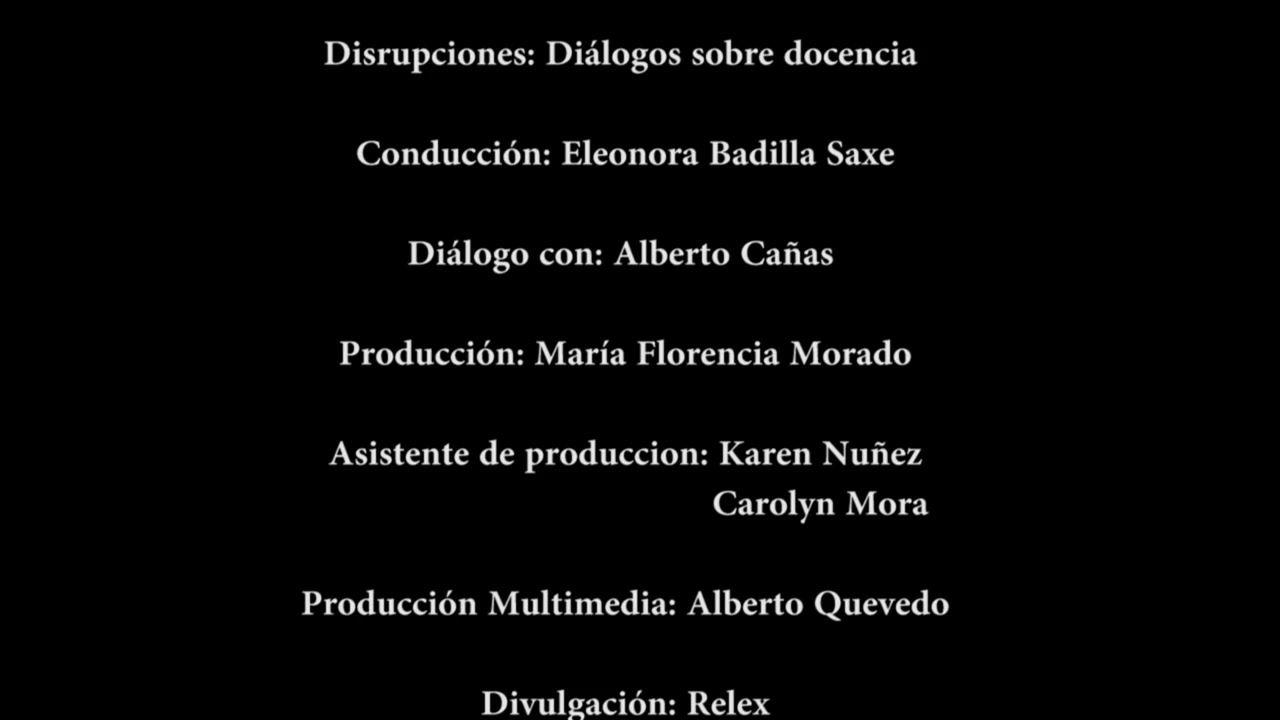 Disrupciones: Diálogos sobre docencia
Conducción: Eleonora Badilla Saxe
Diálogo con: Alberto Cañas
Producción: María Florencia Morado
Asistente de produccion: Karen Nuñez
Carolyn Mora
Producción Multimedia: Alberto Quevedo
Divulgación: Relex